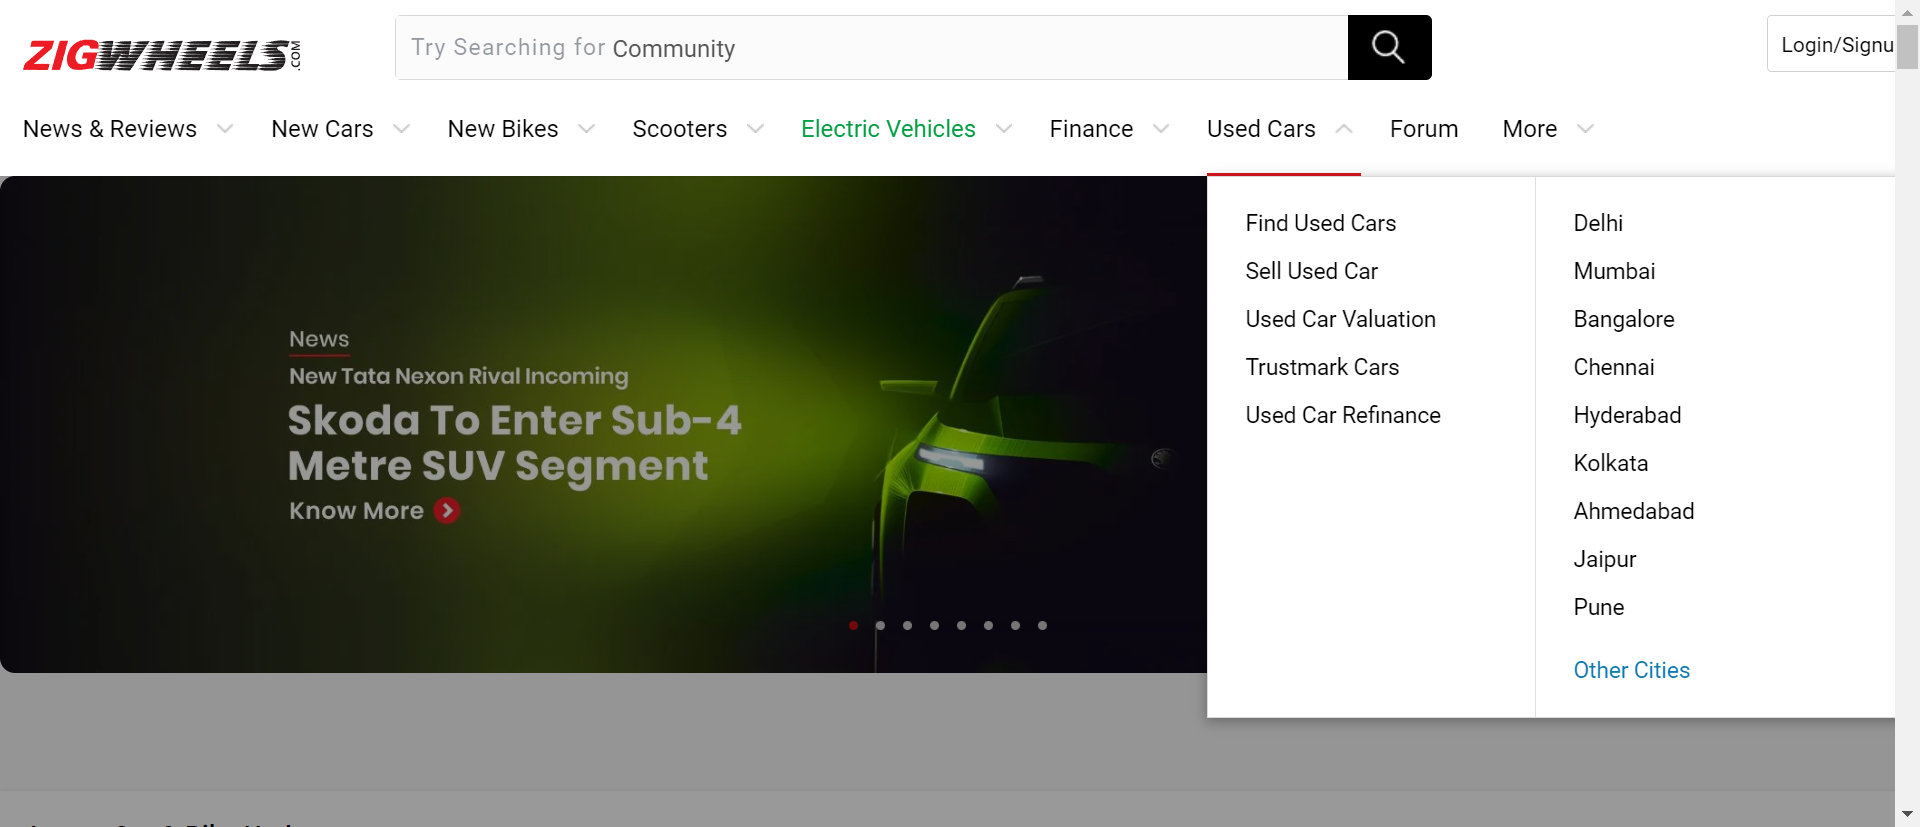 ZIGWHEELS.COM
Try Searching for Community
Login/Signu
News & Reviews
New Cars
New Bikes
Scooters
Electric Vehicles
Finance
Used Cars
Forum
More
News
New Tata Nexon Rival Incoming
Skoda To Enter Sub-4
Metre SUV Segment
Know More
Find Used Cars
Sell Used Car
Used Car Valuation
Trustmark Cars
Used Car Refinance
Delhi
Mumbai
Bangalore
Chennai
Hyderabad
Kolkata
Ahmedabad
Jaipur
Pune
Other Cities